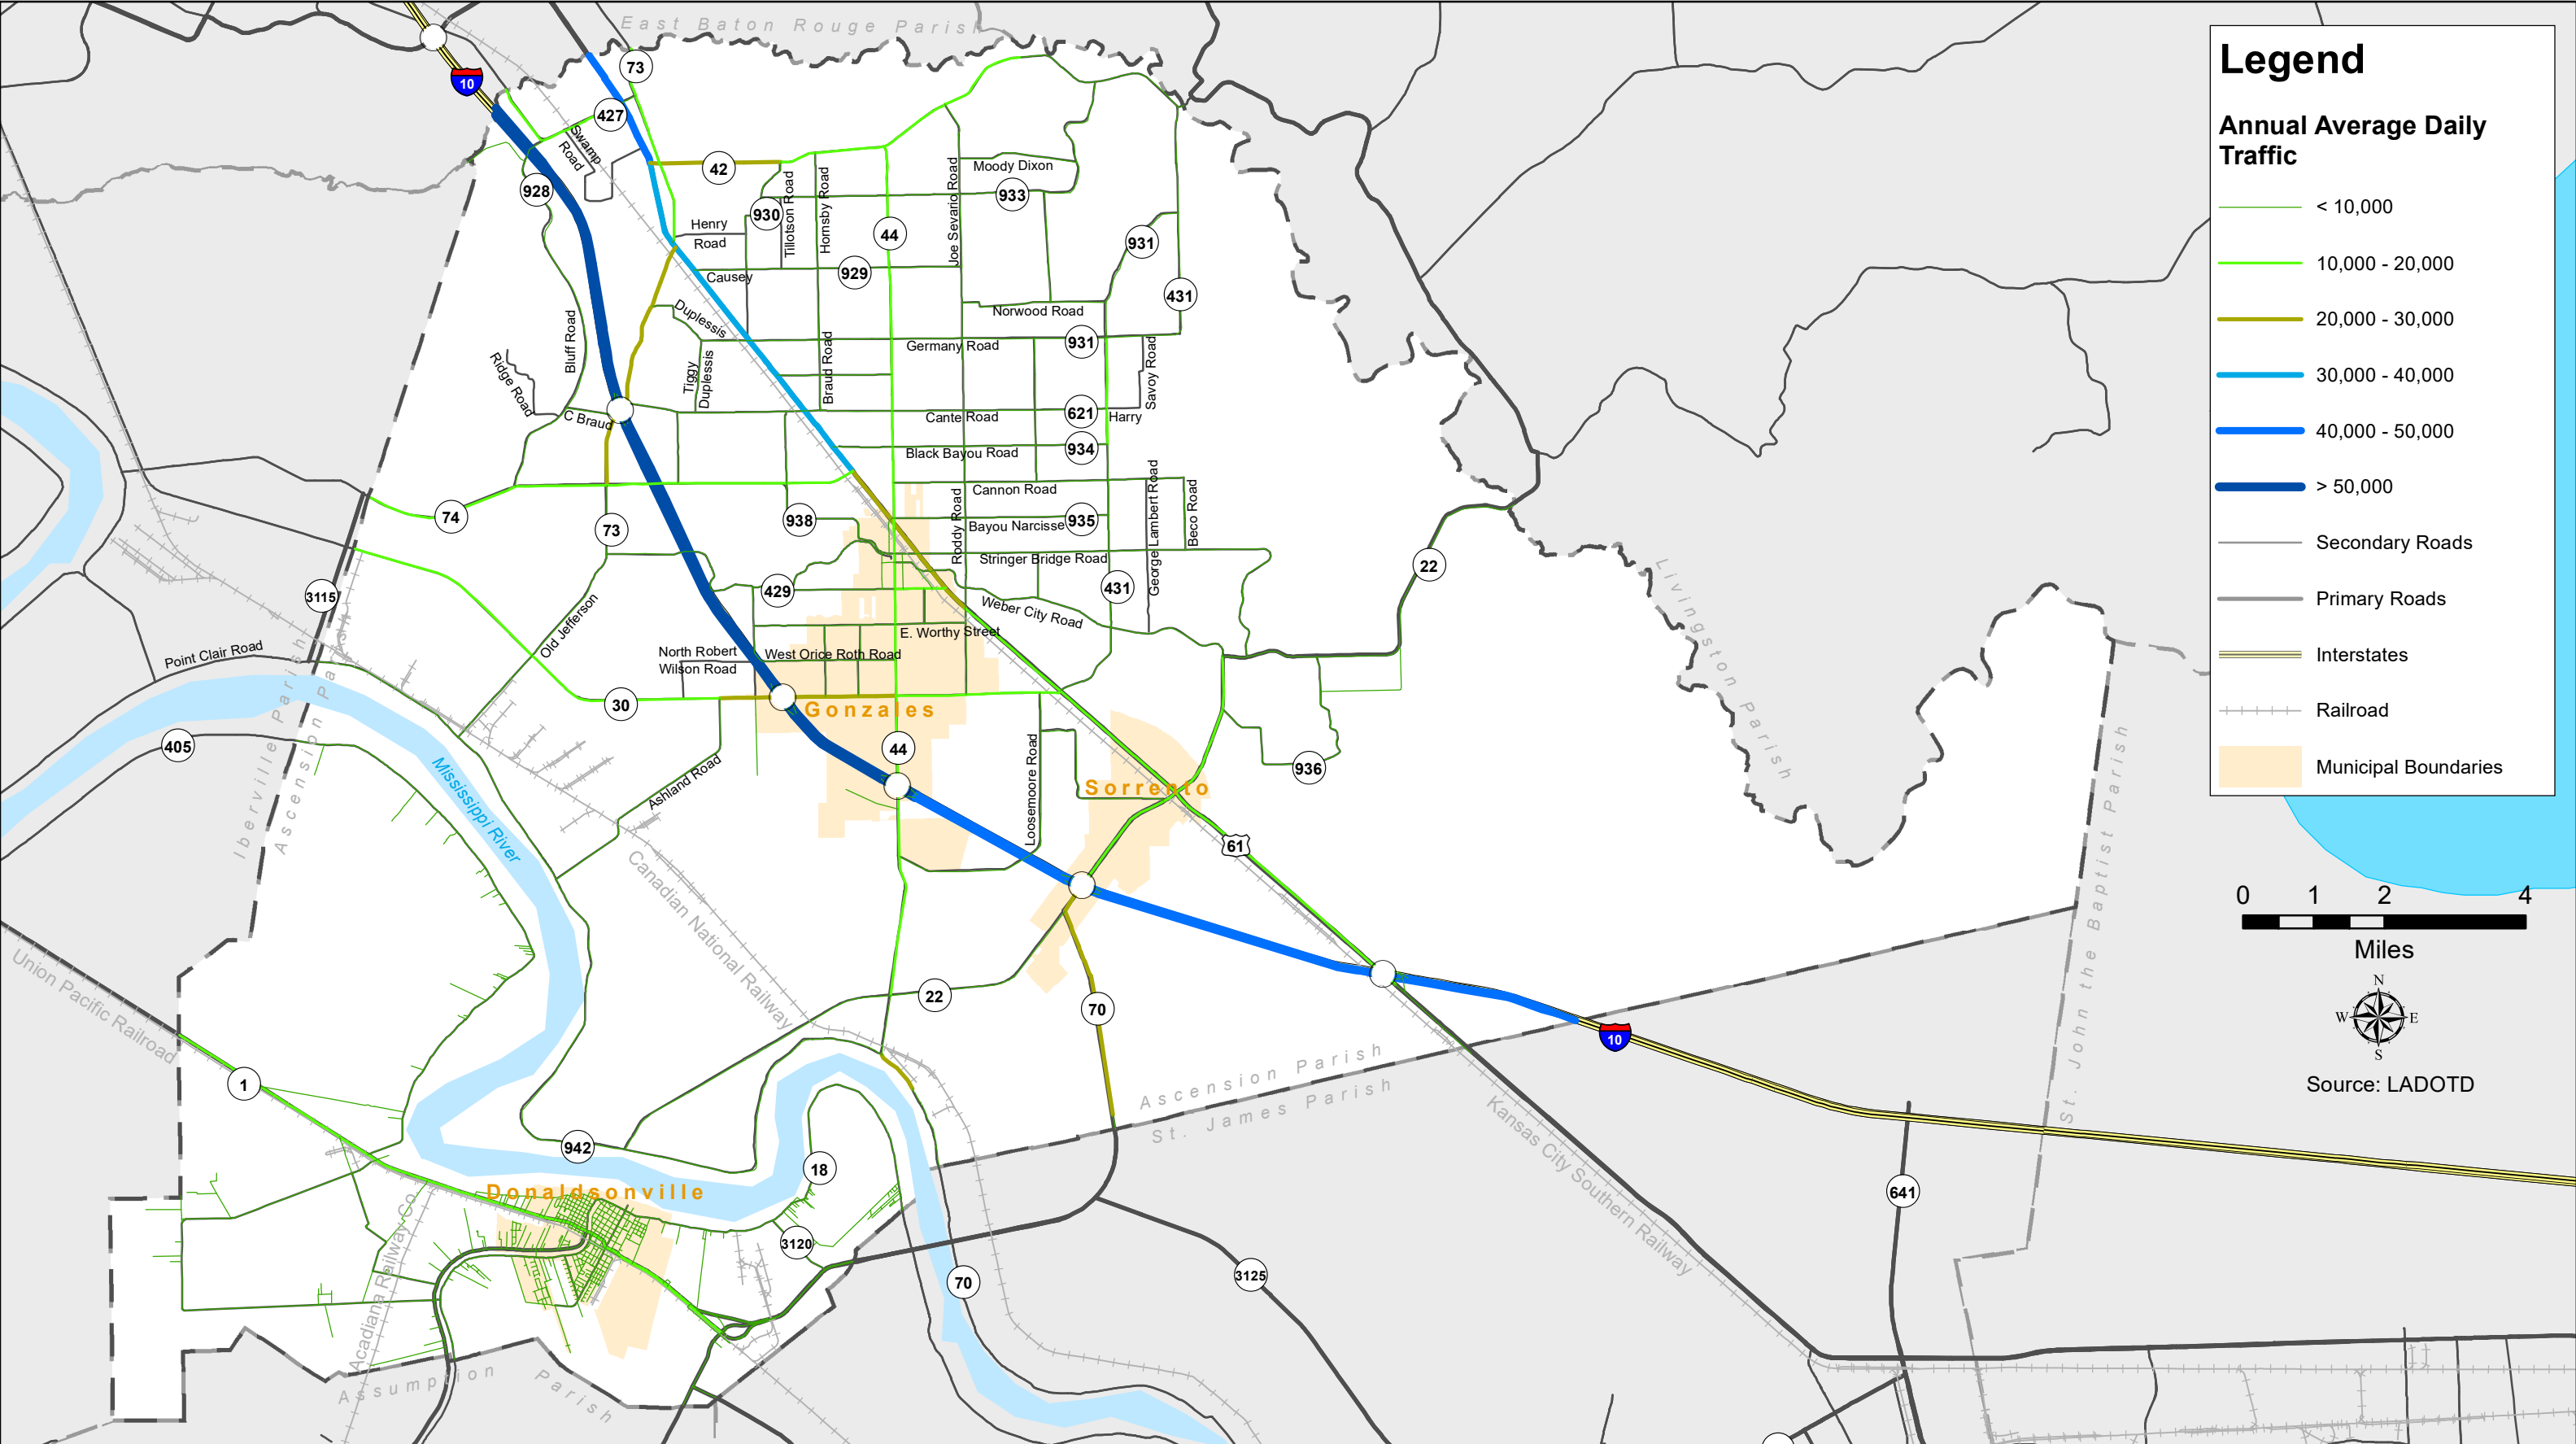 East Baton Rouge Parish
Legend
Annual Average Daily
Traffic
< 10,000
10,000 - 20,000
20,000 - 30,000
30,000 - 40,000
40,000 - 50,000
> 50,000
Secondary Roads
Primary Roads
Interstates
Railroad
Municipal Boundaries
0 1 2 4
Miles
N
W E
S
Source: LADOTD
10
73
427
Swamp
Road
928
42
930
Tillotson Road
Hornsby Road
44
Joe Sevario Road
Moody Dixon
933
931
431
Henry
Road
Causey
929
Norwood Road
Duplessis
Bluff Road
Ridge Road
Tiggy
Duplessis
Braud Road
Germany Road
931
Savoy Road
C Braud
Cante Road
621
Harry
Black Bayou Road
934
Cannon Road
Roddy Road
George Lambert Road
Beco Road
74
73
938
Bayou Narcisse
935
Stringer Bridge Road
431
429
22
3115
Old Jefferson
Weber City Road
E. Worthy Street
North Robert
Wilson Road
West Orice Roth Road
Point Clair Road
30
Gonzales
44
405
Iberville Parish
Ascension Parish
Mississippi River
Ashland Road
Loosemoore Road
Sorrento
936
61
Livingston Parish
St. John the Baptist Parish
Canadian National Railway
Union Pacific Railroad
22
70
10
1
Ascension Parish
St. James Parish
Kansas City Southern Railway
942
18
641
Donaldsonville
3120
Acadiana Railway Co.
70
3125
Assumption Parish